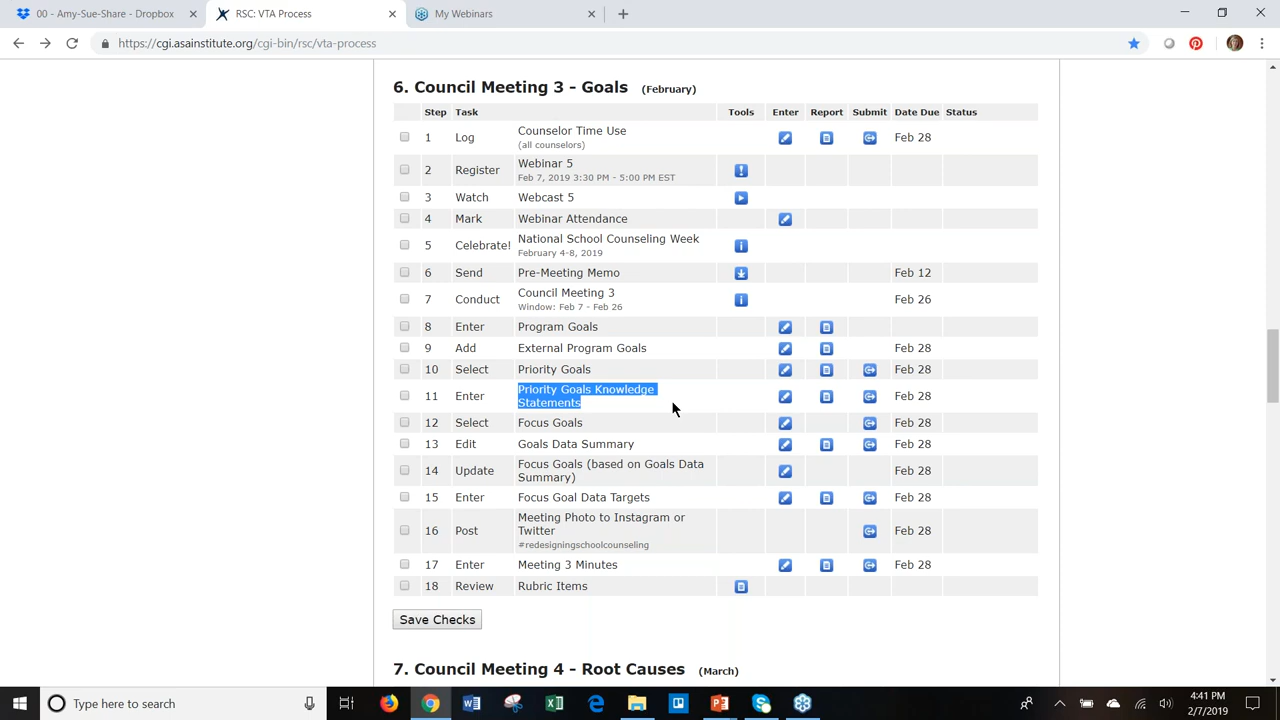 00 - Amy-Sue-Share - Dropbox
RSC: VTA Process
My Webinars
https://cgi.asainstitute.org/cgi-bin/rsc/vta-process
6. Council Meeting 3 - Goals (February)
Step Task Tools Enter Report Submit Date Due Status
1 Log Counselor Time Use Feb 28
(all counselors)
2 Register Webinar 5
Feb 7, 2019 3:30 PM - 5:00 PM EST
3 Watch Webcast 5
4 Mark Webinar Attendance
5 Celebrate! National School Counseling Week
February 4-8, 2019
6 Send Pre-Meeting Memo Feb 12
7 Conduct Council Meeting 3 Feb 26
Window: Feb 7 - Feb 26
8 Enter Program Goals
9 Add External Program Goals Feb 28
10 Select Priority Goals Feb 28
11 Enter Priority Goals Knowledge Feb 28
Statements
12 Select Focus Goals Feb 28
13 Edit Goals Data Summary Feb 28
14 Update Focus Goals (based on Goals Data Feb 28
Summary)
15 Enter Focus Goal Data Targets Feb 28
16 Post Meeting Photo to Instagram or Feb 28
Twitter
#redesigningschoolcounseling
17 Enter Meeting 3 Minutes Feb 28
18 Review Rubric Items
Save Checks
7. Council Meeting 4 - Root Causes (March)
Type here to search
4:41 PM
2/7/2019